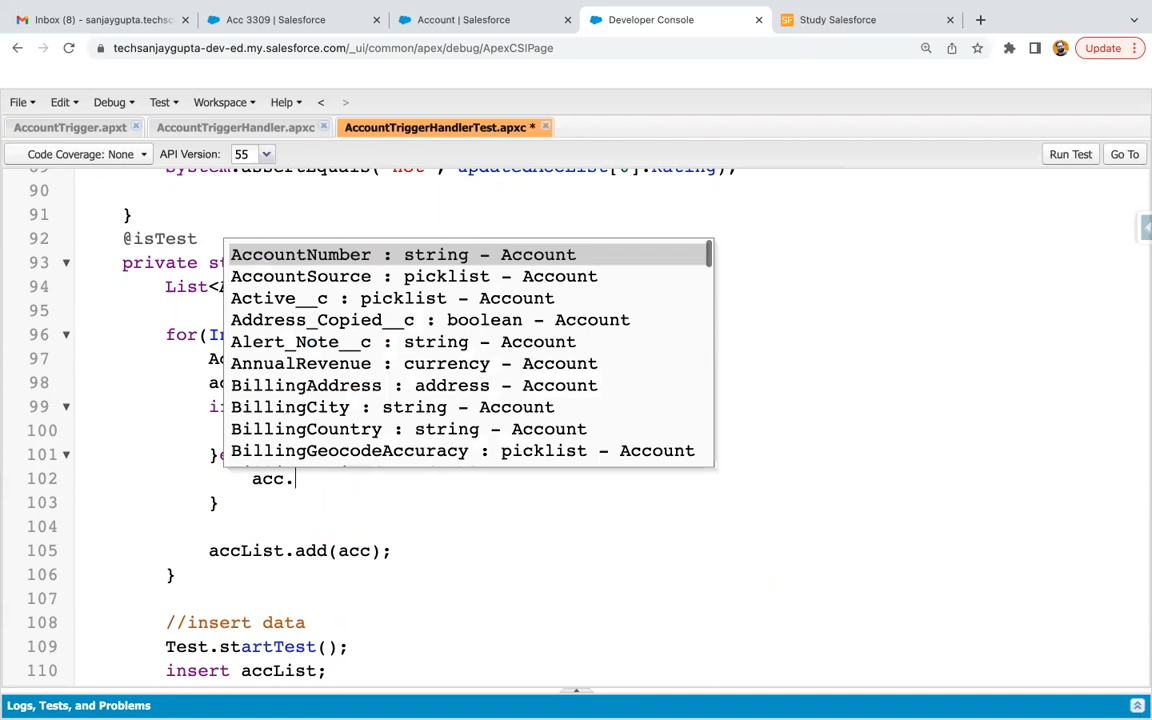 Inbox (8) - sanjaygupta.techsc
Acc 3309 | Salesforce
Account | Salesforce
Developer Console
Study Salesforce
techsanjaygupta-dev-ed.my.salesforce.com/_ui/common/apex/debug/ApexCSIPage
Update
File Edit Debug Test Workspace Help < >
AccountTrigger.apxt AccountTriggerHandler.apxc AccountTriggerHandlerTest.apxc *
Code Coverage: None API Version: 55 Run Test Go To
89 system.assertEquals('Hot', updatedAccList[0].Rating);
90
91 }
92 @isTest
93 private st
94 List<A
95
96 for(In
97 Ac
98 ac
99 i
100
101 }e
102 acc.
103 }
104
105 accList.add(acc);
106 }
107
108 //insert data
109 Test.startTest();
110 insert accList;
AccountNumber : string - Account
AccountSource : picklist - Account
Active__c : picklist - Account
Address_Copied__c : boolean - Account
Alert_Note__c : string - Account
AnnualRevenue : currency - Account
BillingAddress : address - Account
BillingCity : string - Account
BillingCountry : string - Account
BillingGeocodeAccuracy : picklist - Account
Logs, Tests, and Problems